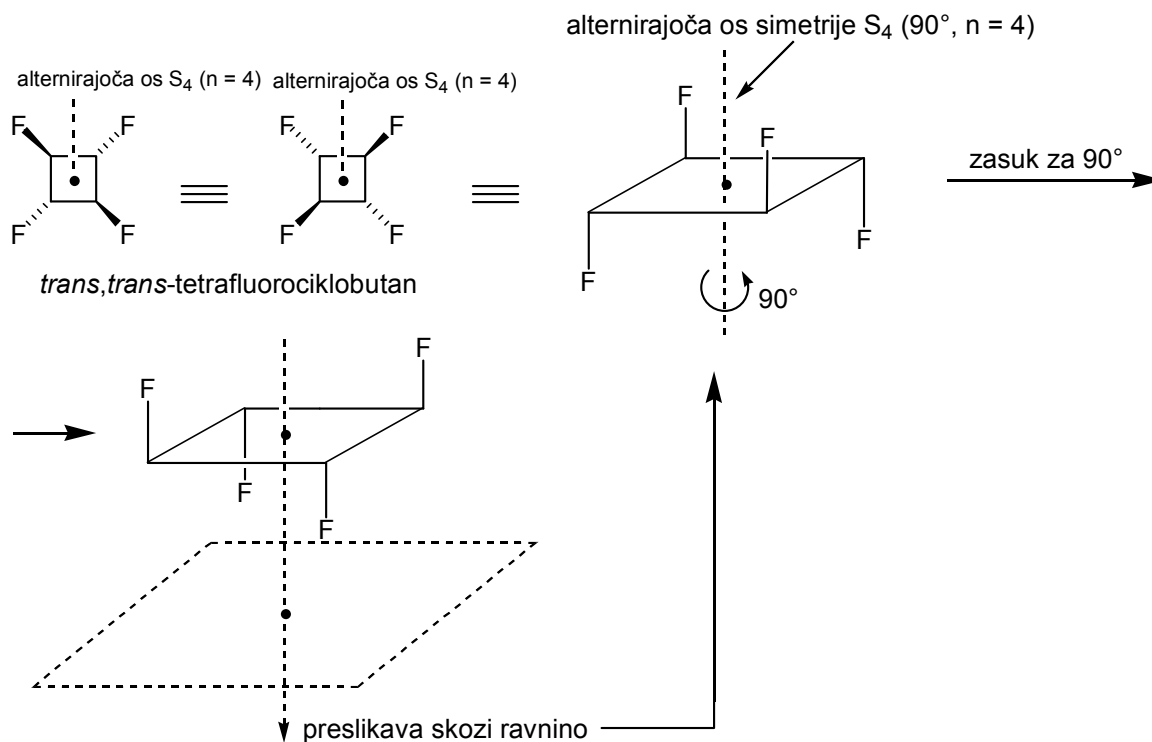 alternirajoča os simetrije S4 (90°, n = 4)
alternirajoča os S4 (n = 4) alternirajoča os S4 (n = 4)
F F F F
F F
zasuk za 90°
F F F F
F F
trans,trans-tetrafluorociklobutan
90°
F F
F F
preslikava skozi ravnino